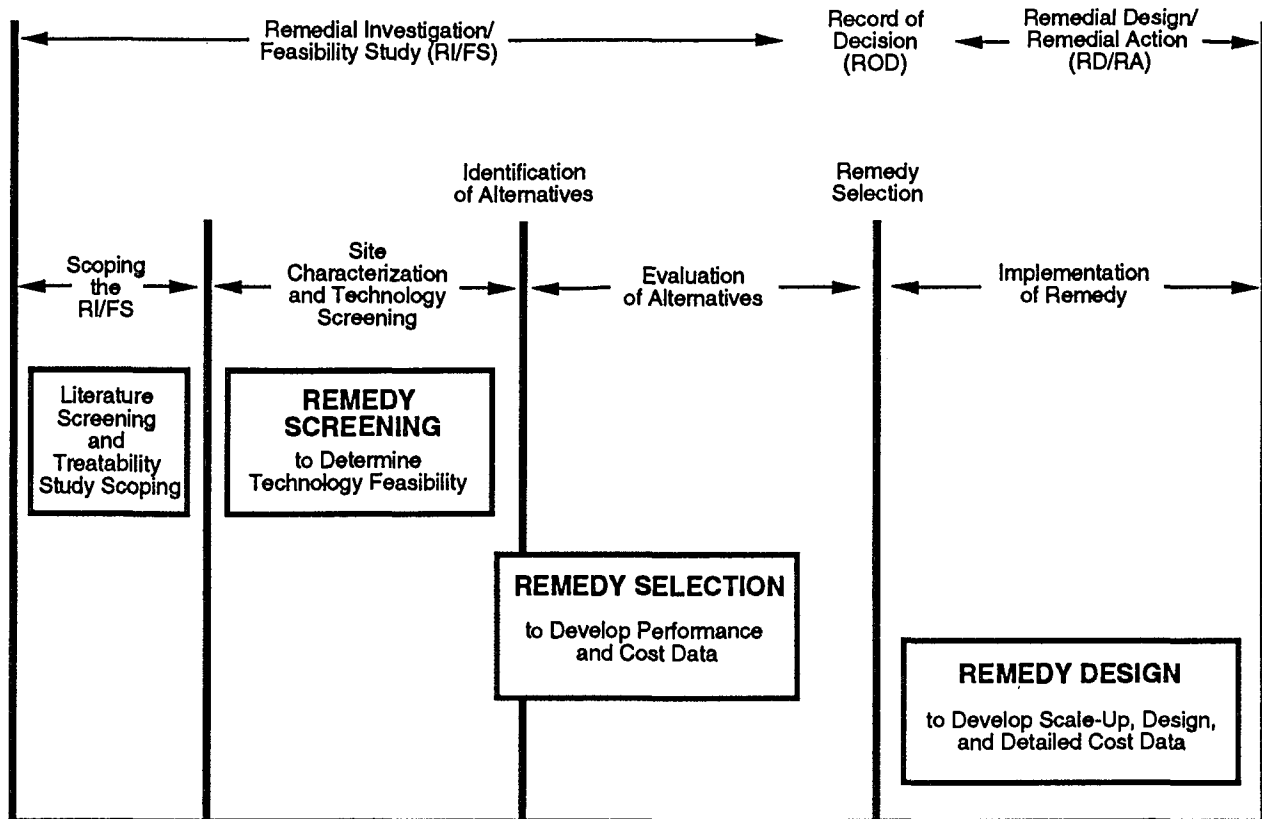 Remedial Investigation/
Feasibility Study (RI/FS)
Record of
Decision
(ROD)
Remedial Design/
Remedial Action
(RD/RA)
Identification
of Alternatives
Remedy
Selection
Scoping
the
RI/FS
Site
Characterization
and Technology
Screening
Evaluation
of Alternatives
Implementation
of Remedy
Literature
Screening
and
Treatability
Study Scoping
REMEDY
SCREENING
to Determine
Technology Feasibility
REMEDY SELECTION
to Develop Performance
and Cost Data
REMEDY DESIGN
to Develop Scale-Up, Design,
and Detailed Cost Data